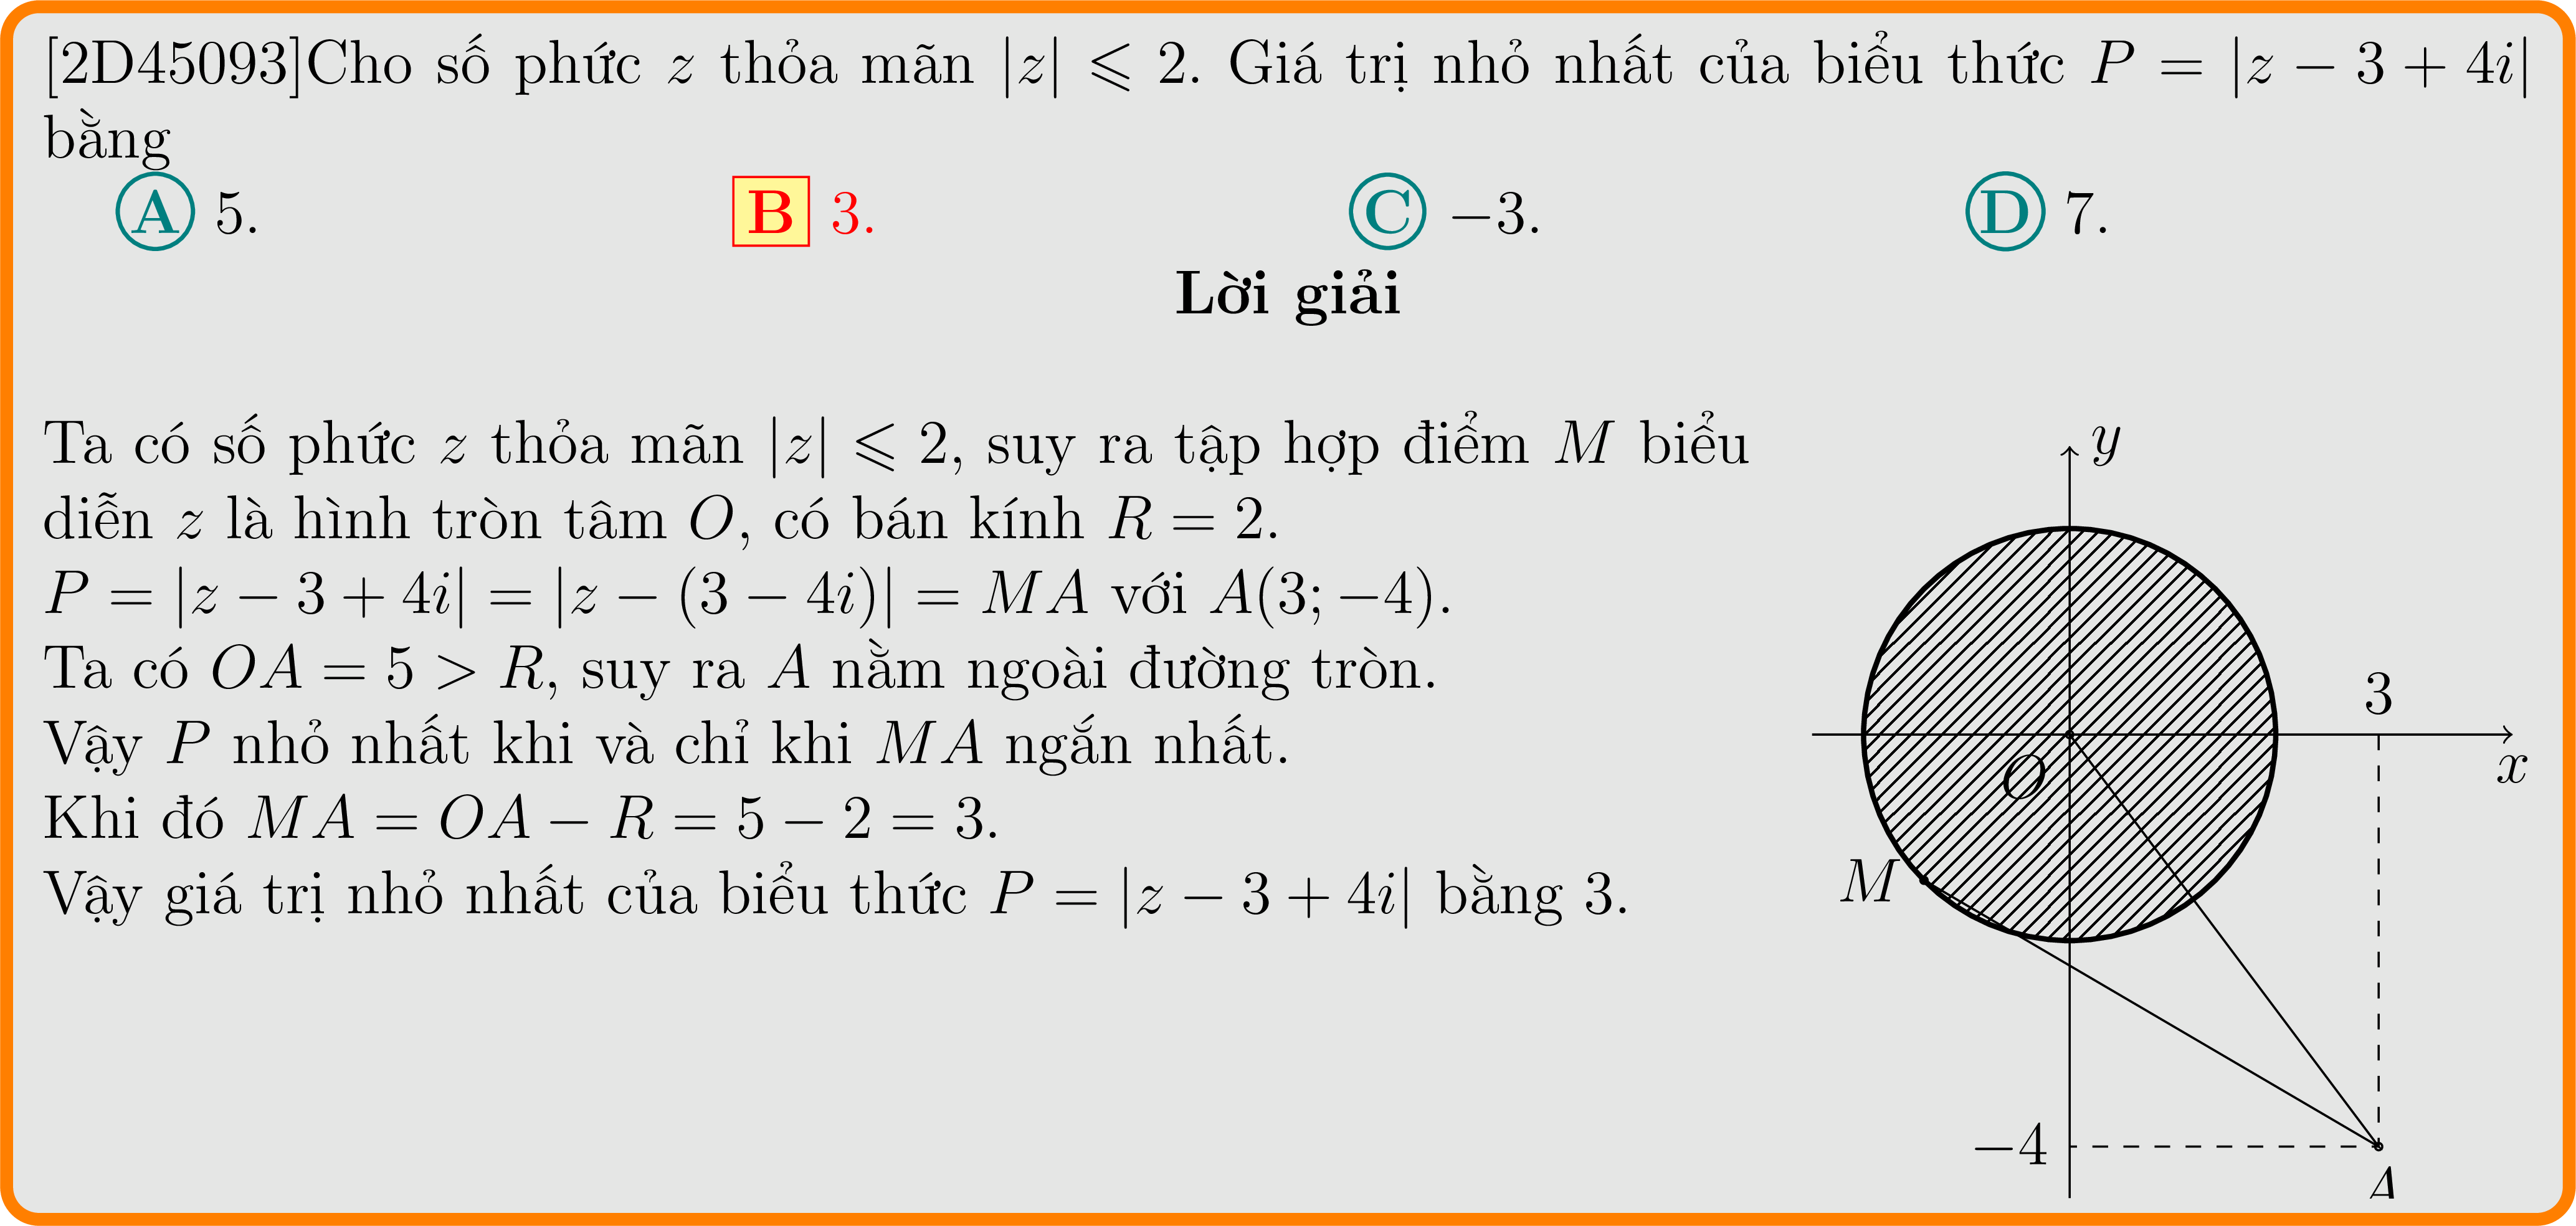 [2D45093]Cho số phức z thỏa mãn |z| ⩽ 2. Giá trị nhỏ nhất của biểu thức P = |z − 3 + 4i|
bằng
A 5. B 3. C −3. D 7.
Lời giải
Ta có số phức z thỏa mãn |z| ⩽ 2, suy ra tập hợp điểm M biểu
diễn z là hình tròn tâm O, có bán kính R = 2.
P = |z − 3 + 4i| = |z − (3 − 4i)| = MA với A(3; −4).
Ta có OA = 5 > R, suy ra A nằm ngoài đường tròn.
Vậy P nhỏ nhất khi và chỉ khi MA ngắn nhất.
Khi đó MA = OA − R = 5 − 2 = 3.
Vậy giá trị nhỏ nhất của biểu thức P = |z − 3 + 4i| bằng 3.
y
3
x
O
M
−4
A